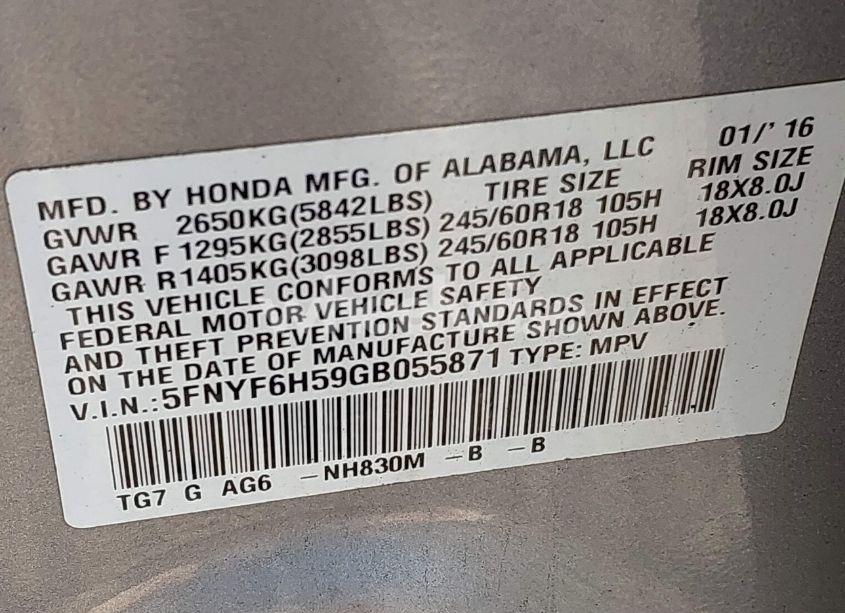 MFD. BY HONDA MFG. OF ALABAMA, LLC 01/' 16
GVWR 2650KG(5842LBS) TIRE SIZE RIM SIZE
GAWR F 1295KG(2855LBS) 245/60R18 105H 18X8.0J
GAWR R 1405KG(3098LBS) 245/60R18 105H 18X8.0J
THIS VEHICLE CONFORMS TO ALL APPLICABLE
FEDERAL MOTOR VEHICLE SAFETY
AND THEFT PREVENTION STANDARDS IN EFFECT
ON THE DATE OF MANUFACTURE SHOWN ABOVE.
V.I.N.:5FNYF6H59GB055871 TYPE: MPV
TG7 G AG6 -NH830M -B -B